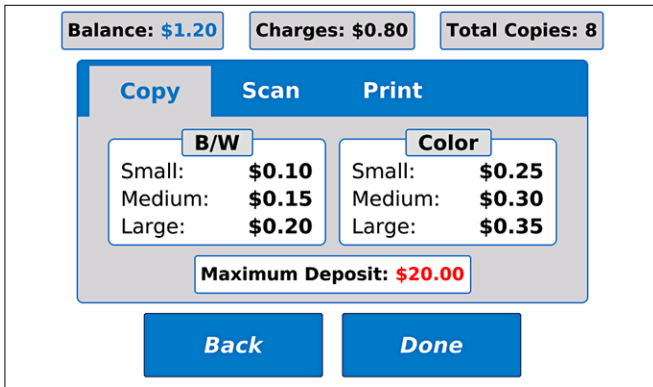 Balance: $1.20 Charges: $0.80 Total Copies: 8
Copy Scan Print
B/W
Small: $0.10
Medium: $0.15
Large: $0.20
Color
Small: $0.25
Medium: $0.30
Large: $0.35
Maximum Deposit: $20.00
Back Done